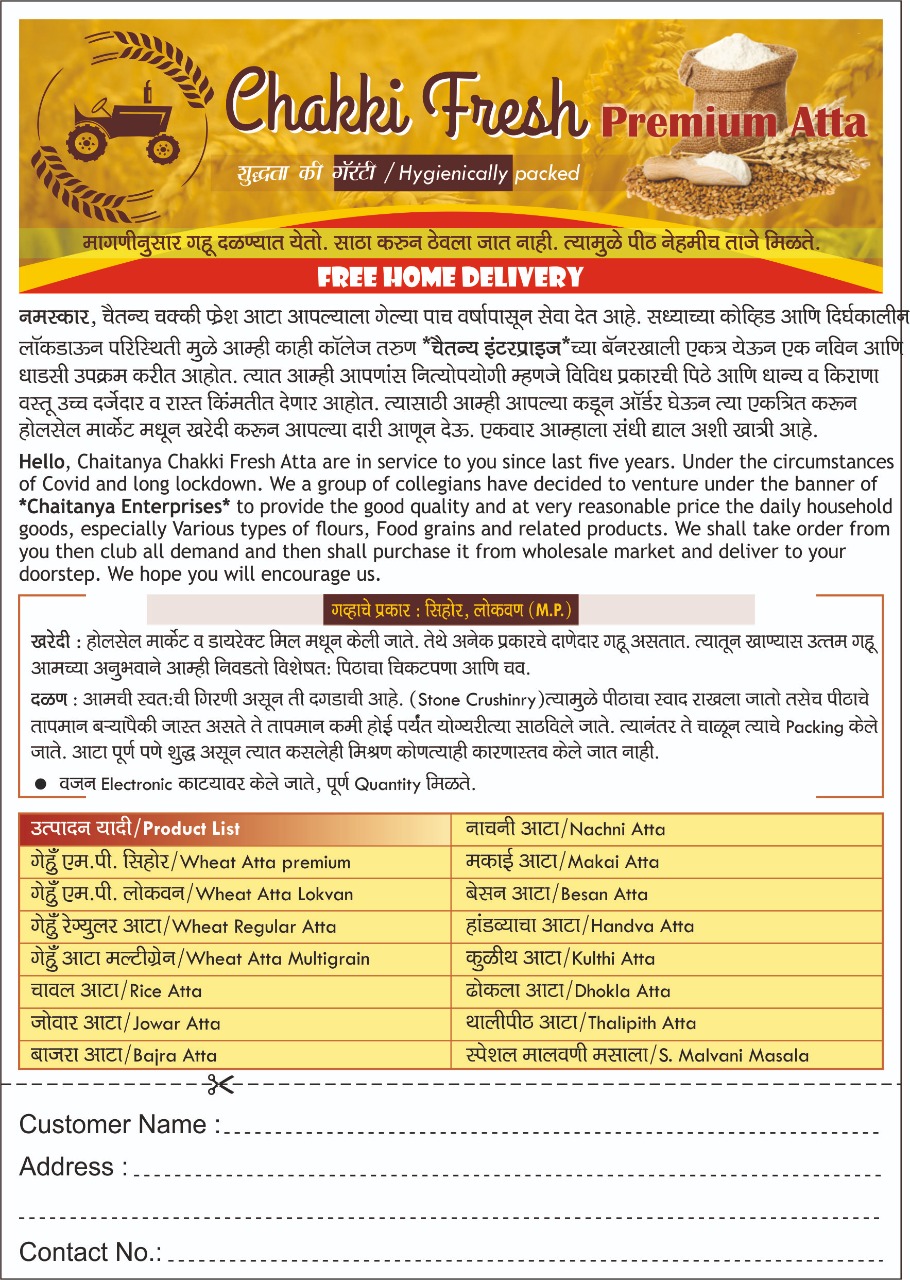 Chakki Fresh Premium Atta
शुद्धता की गॅरंटी / Hygienically packed
मागणीनुसार गहू दळण्यात येतो. साठा करुन ठेवला जात नाही. त्यामुळे पीठ नेहमीच ताजे मिळते.
FREE HOME DELIVERY
नमस्कार, चैतन्य चक्की फ्रेश आटा आपल्याला गेल्या पाच वर्षापासून सेवा देत आहे. सध्याच्या कोव्हिड आणि दिर्घकालीन
लॉकडाऊन परिस्थिती मुळे आम्ही काही कॉलेज तरुण *चैतन्य इंटरप्राइज*च्या बॅनरखाली एकत्र येऊन एक नविन आणि
धाडसी उपक्रम करीत आहोत. त्यात आम्ही आपणांस नित्योपयोगी म्हणजे विविध प्रकारची पिठे आणि धान्य व किराणा
वस्तू उच्च दर्जेदार व रास्त किंमतीत देणार आहोत. त्यासाठी आम्ही आपल्या कडून ऑर्डर घेऊन त्या एकत्रित करून
होलसेल मार्केट मधून खरेदी करून आपल्या दारी आणून देऊ. एकवार आम्हाला संधी द्याल अशी खात्री आहे.
Hello, Chaitanya Chakki Fresh Atta are in service to you since last five years. Under the circumstances
of Covid and long lockdown. We a group of collegians have decided to venture under the banner of
*Chaitanya Enterprises* to provide the good quality and at very reasonable price the daily household
goods, especially Various types of flours, Food grains and related products. We shall take order from
you then club all demand and then shall purchase it from wholesale market and deliver to your
doorstep. We hope you will encourage us.
गव्हाचे प्रकार : सिहोर, लोकवण (M.P.)
खरेदी : होलसेल मार्केट व डायरेक्ट मिल मधून केली जाते. तेथे अनेक प्रकारचे दाणेदार गहू असतात. त्यातून खाण्यास उत्तम गहू
आमच्या अनुभवाने आम्ही निवडतो विशेषत: पिठाचा चिकटपणा आणि चव.
दळण : आमची स्वत:ची गिरणी असून ती दगडाची आहे. (Stone Crushinry)त्यामुळे पीठाचा स्वाद राखला जातो तसेच पीठाचे
तापमान बऱ्यापैकी जास्त असते ते तापमान कमी होई पर्यंत योग्यरीत्या साठविले जाते. त्यानंतर ते चाळून त्याचे Packing केले
जाते. आटा पूर्ण पणे शुद्ध असून त्यात कसलेही मिश्रण कोणत्याही कारणास्तव केले जात नाही.
● वजन Electronic काटयावर केले जाते, पूर्ण Quantity मिळते.
उत्पादन यादी/Product List
गेहुँ एम.पी. सिहोर/Wheat Atta premium
गेहुँ एम.पी. लोकवन/Wheat Atta Lokvan
गेहुँ रेग्युलर आटा/Wheat Regular Atta
गेहुँ आटा मल्टीग्रेन/Wheat Atta Multigrain
चावल आटा/Rice Atta
जोवार आटा/Jowar Atta
बाजरा आटा/Bajra Atta
नाचनी आटा/Nachni Atta
मकाई आटा/Makai Atta
बेसन आटा/Besan Atta
हांडव्याचा आटा/Handva Atta
कुळीथ आटा/Kulthi Atta
ढोकला आटा/Dhokla Atta
थालीपीठ आटा/Thalipith Atta
स्पेशल मालवणी मसाला/S. Malvani Masala
Customer Name :
Address :
Contact No.: